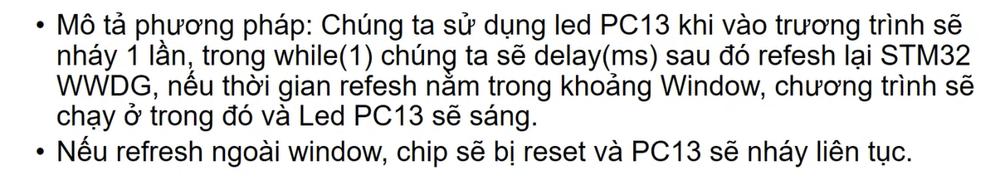 • Mô tả phương pháp: Chúng ta sử dụng led PC13 khi vào trương trình sẽ
nháy 1 lần, trong while(1) chúng ta sẽ delay(ms) sau đó refesh lại STM32
WWDG, nếu thời gian refesh nằm trong khoảng Window, chương trình sẽ
chạy ở trong đó và Led PC13 sẽ sáng.
• Nếu refresh ngoài window, chip sẽ bị reset và PC13 sẽ nháy liên tục.